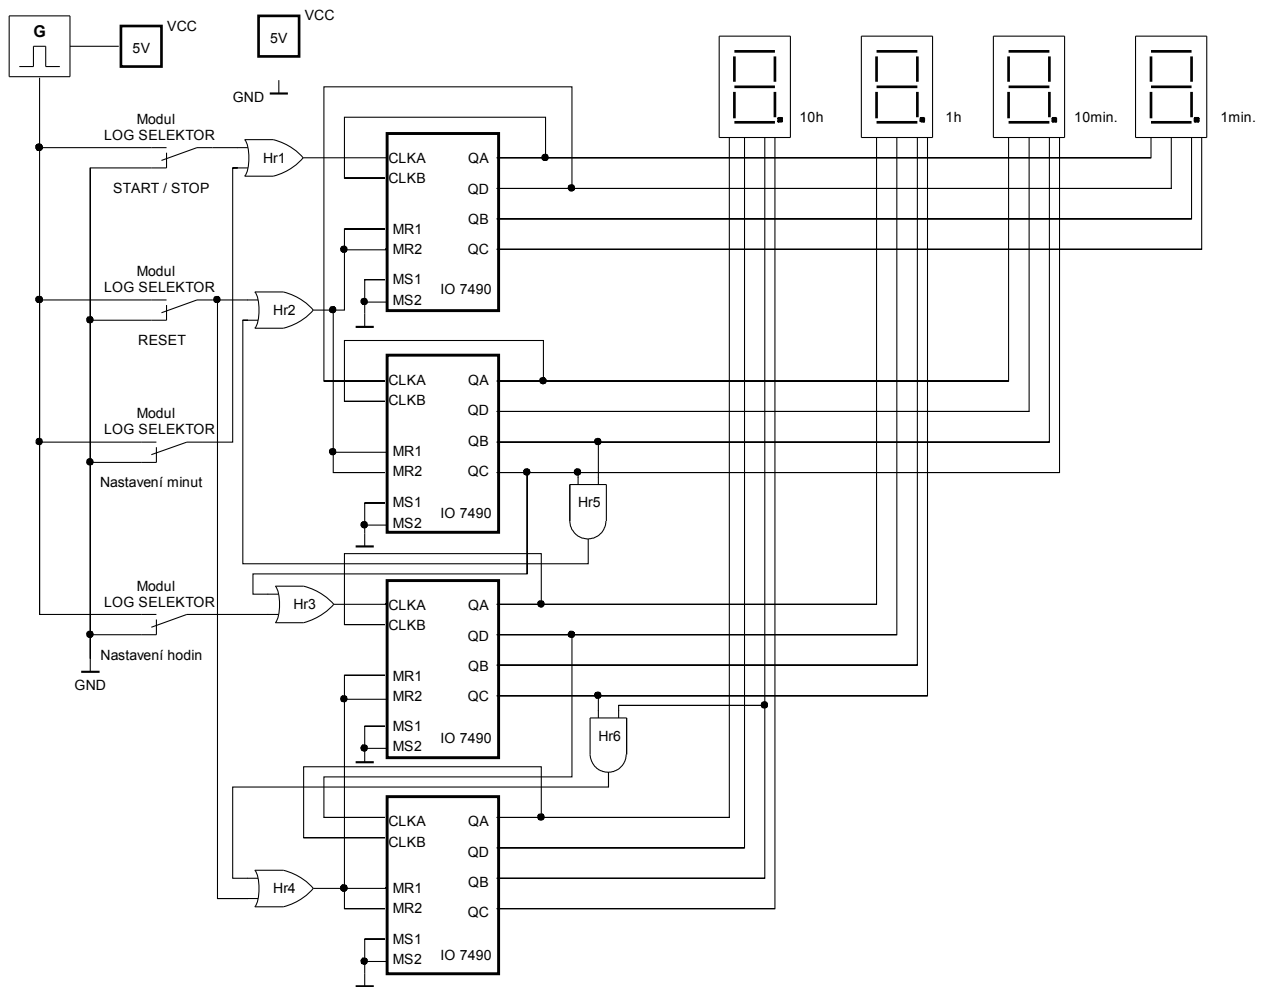 G
5V
VCC
5V
VCC
GND
10h
1h
10min.
1min.
Modul
LOG SELEKTOR
START / STOP
Hr1
CLKA
CLKB
MR1
MR2
MS1
MS2
QA
QD
QB
QC
IO 7490
Modul
LOG SELEKTOR
RESET
Hr2
CLKA
CLKB
MR1
MR2
MS1
MS2
QA
QD
QB
QC
IO 7490
Hr5
Modul
LOG SELEKTOR
Nastavení minut
Modul
LOG SELEKTOR
Nastavení hodin
GND
Hr3
CLKA
CLKB
MR1
MR2
MS1
MS2
QA
QD
QB
QC
IO 7490
Hr6
Hr4
CLKA
CLKB
MR1
MR2
MS1
MS2
QA
QD
QB
QC
IO 7490